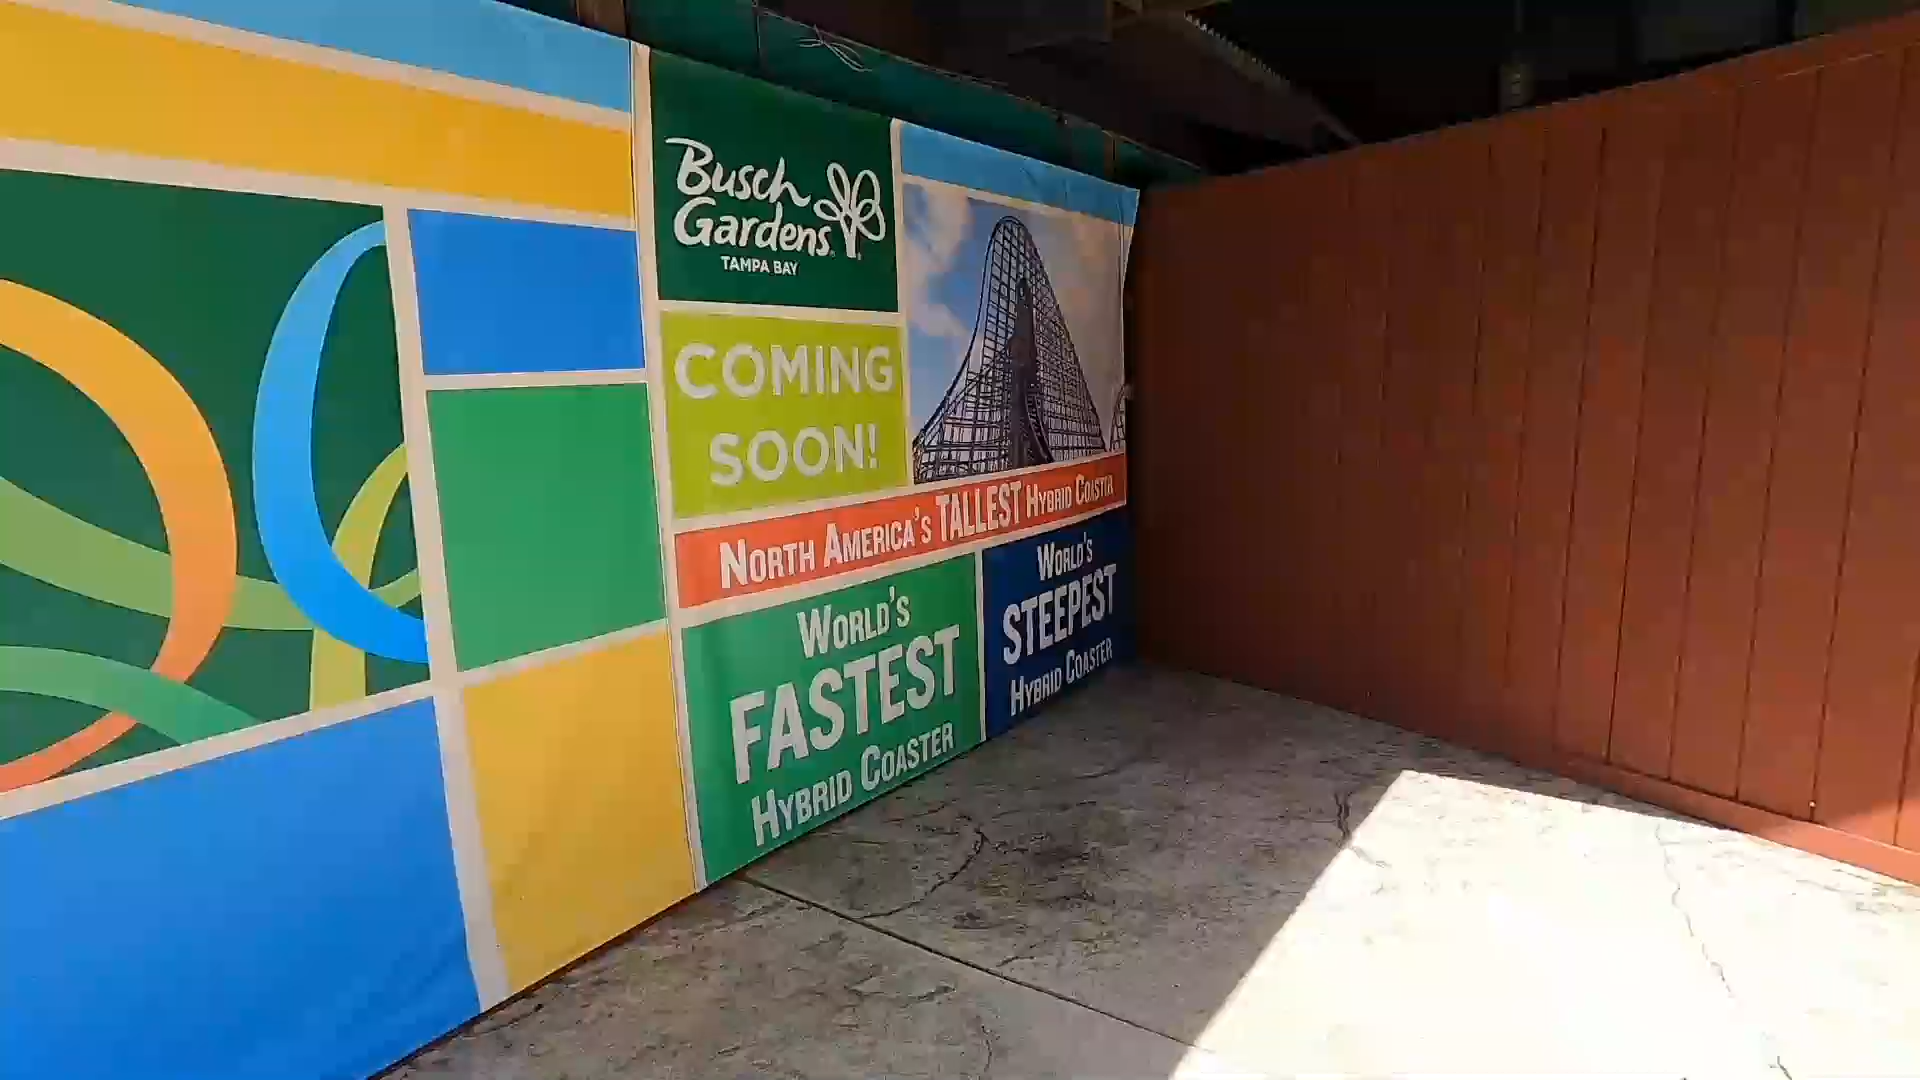 Busch
Gardens
TAMPA BAY
COMING
SOON!
NORTH AMERICA'S TALLEST HYBRID COASTER
WORLD'S
FASTEST
HYBRID COASTER
WORLD'S
STEEPEST
HYBRID COASTER